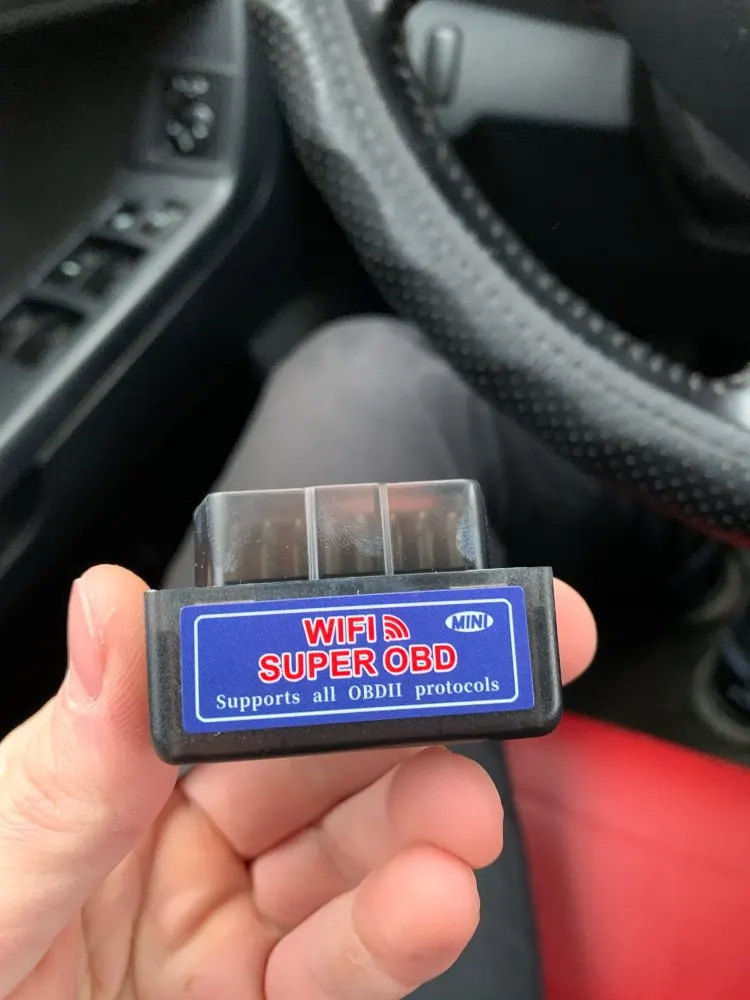 WIFI
MINI
SUPER OBD
Supports all OBDII protocols